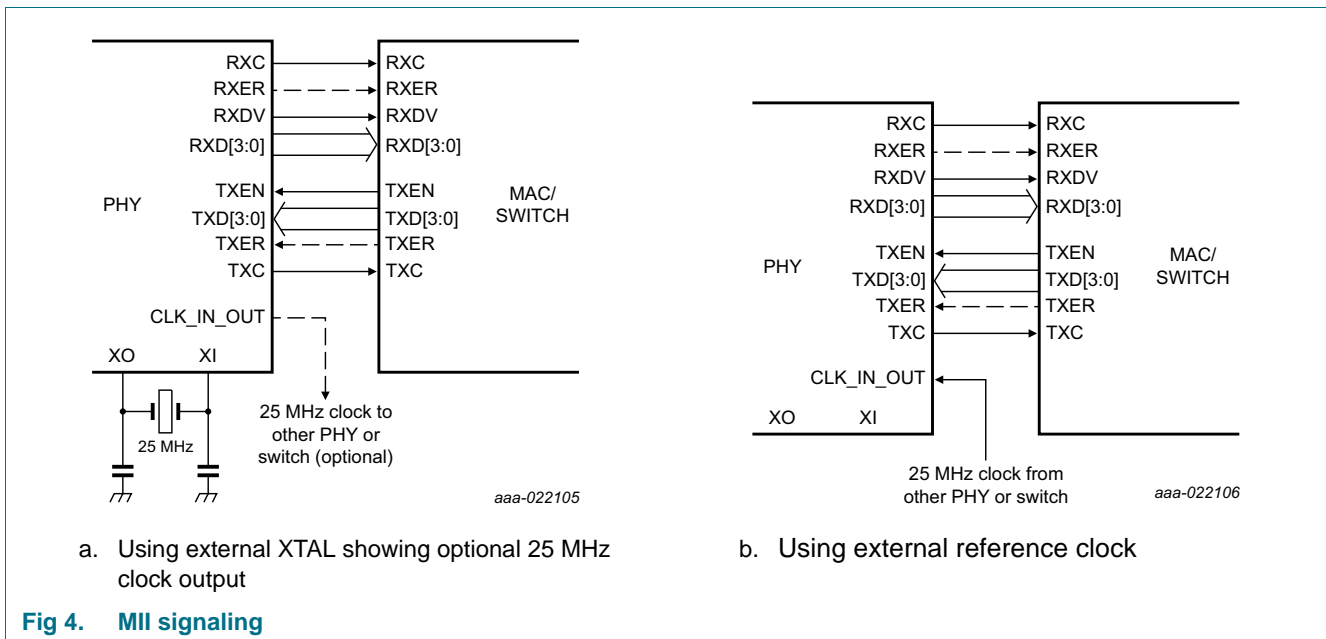 RXC RXC
RXER RXER
RXDV RXDV
RXD[3:0] RXD[3:0]
TXEN TXEN
PHY
MAC/
SWITCH
TXD[3:0] TXD[3:0]
TXER TXER
TXC TXC
CLK_IN_OUT
XO XI
25 MHz
25 MHz clock to
other PHY or
switch (optional)
aaa-022105
a. Using external XTAL showing optional 25 MHz
clock output
RXC RXC
RXER RXER
RXDV RXDV
RXD[3:0] RXD[3:0]
TXEN TXEN
PHY
MAC/
SWITCH
TXD[3:0] TXD[3:0]
TXER TXER
TXC TXC
CLK_IN_OUT
XO XI
25 MHz clock from
other PHY or switch
aaa-022106
b. Using external reference clock
Fig 4. MII signaling